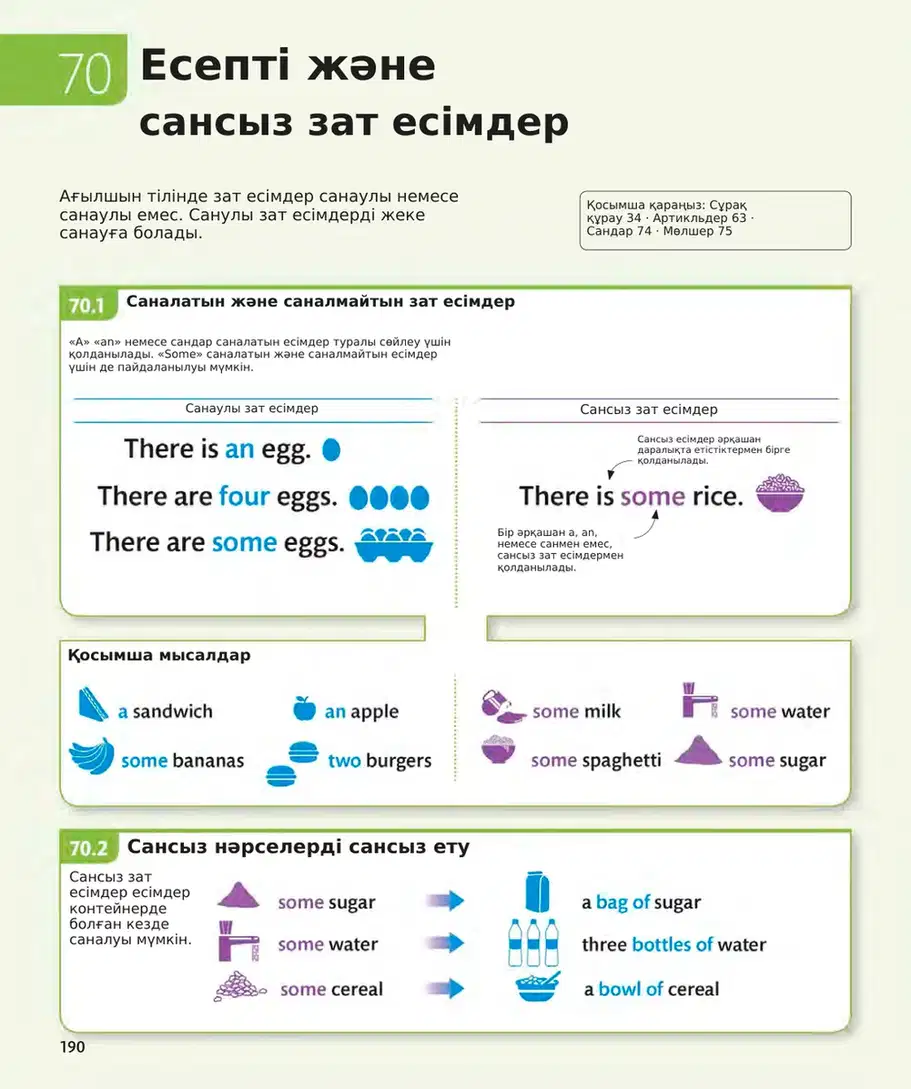 70
Есепті және
сансыз зат есімдер
Ағылшын тілінде зат есімдер санаулы немесе
санаулы емес. Санулы зат есімдерді жеке
санауға болады.
Қосымша қараңыз: Сұрақ
құрау 34 · Артикльдер 63 ·
Сандар 74 · Мөлшер 75
70.1 Саналатын және саналмайтын зат есімдер
«A» «an» немесе сандар саналатын есімдер туралы сөйлеу үшін
қолданылады. «Some» саналатын және саналмайтын есімдер
үшін де пайдаланылуы мүмкін.
Санаулы зат есімдер
There is an egg.
There are four eggs.
There are some eggs.
Сансыз зат есімдер
Сансыз есімдер әрқашан
даралықта етістіктермен бірге
қолданылады.
There is some rice.
Бір әрқашан a, an,
немесе санмен емес,
сансыз зат есімдермен
қолданылады.
Қосымша мысалдар
a sandwich
an apple
some bananas
two burgers
some milk
some water
some spaghetti
some sugar
70.2 Сансыз нәрселерді сансыз ету
Сансыз зат
есімдер есімдер
контейнерде
болған кезде
саналуы мүмкін.
some sugar
a bag of sugar
some water
three bottles of water
some cereal
a bowl of cereal
190